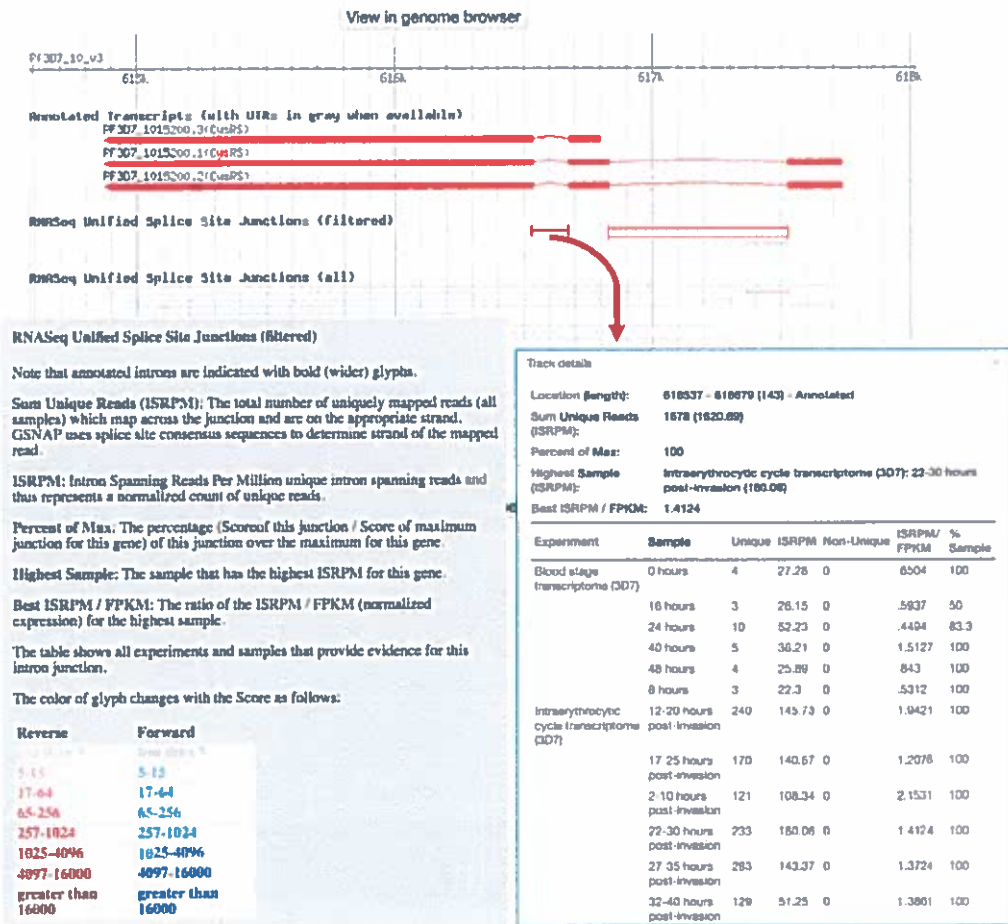 View in genome browser
PF3D7_10_v3
615k
616k
617k
618k
Annotated Transcripts (with UTRs in gray when available)
PF3D7_1015200.3(CysRS)
PF3D7_1015200.1(CysRS)
PF3D7_1015200.2(CysRS)
RNASeq Unified Splice Site Junctions (filtered)
RNASeq Unified Splice Site Junctions (all)
RNASeq Unified Splice Site Junctions (filtered)
Note that annotated introns are indicated with bold (wider) glyphs.
Sum Unique Reads (ISRPM): The total number of uniquely mapped reads (all
samples) which map across the junction and are on the appropriate strand.
GSNAP uses splice site consensus sequences to determine strand of the mapped
read.
ISRPM: Intron Spanning Reads Per Million unique intron spanning reads and
thus represents a normalized count of unique reads.
Percent of Max: The percentage (Scoreof this junction / Score of maximum
junction for this gene) of this junction over the maximum for this gene.
Highest Sample: The sample that has the highest ISRPM for this gene.
Best ISRPM / FPKM: The ratio of the ISRPM / FPKM (normalized
expression) for the highest sample.
The table shows all experiments and samples that provide evidence for this
intron junction.
The color of glyph changes with the Score as follows:
Reverse Forward
5-15 5-15
17-64 17-64
65-256 65-256
257-1024 257-1024
1025-4096 1025-4096
4097-16000 4097-16000
greater than greater than
16000 16000
Track details
Location (length): 616537 - 616679 (143) - Annotated
Sum Unique Reads 1678 (1620.69)
(ISRPM):
Percent of Max: 100
Highest Sample Intraerythrocytic cycle transcriptome (3D7): 22-30 hours
(ISRPM): post-invasion (160.06)
Best ISRPM / FPKM: 1.4124
Experiment Sample Unique ISRPM Non-Unique ISRPM/ %
FPKM Sample
Blood stage 0 hours 4 27.28 0 .6504 100
transcriptome (3D7)
16 hours 3 26.15 0 .5937 50
24 hours 10 52.23 0 .4494 83.3
40 hours 5 36.21 0 1.5127 100
48 hours 4 25.89 0 .843 100
8 hours 3 22.3 0 .5312 100
Intraerythrocytic 12-20 hours 240 145.73 0 1.9421 100
cycle transcriptome post-invasion
(3D7)
17-25 hours 170 140.67 0 1.2076 100
post-invasion
2-10 hours 121 108.34 0 2.1531 100
post-invasion
22-30 hours 233 160.06 0 1.4124 100
post-invasion
27-35 hours 263 143.37 0 1.3724 100
post-invasion
32-40 hours 129 51.25 0 1.3861 100
post-invasion